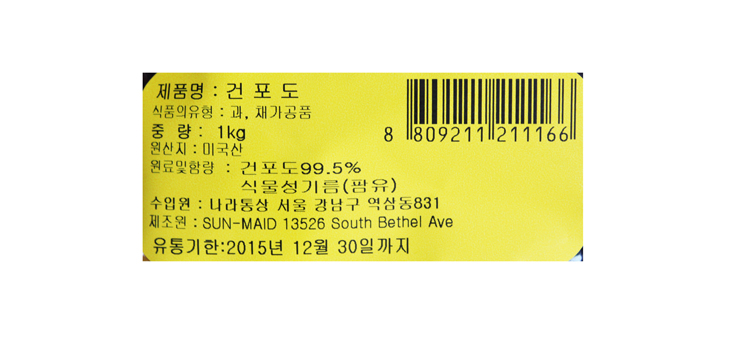 제품명 : 건 포 도
식품의유형 : 과, 채가공품
중 량 : 1kg
원산지 : 미국산
원료및함량 : 건포도99.5%
식물성기름(팜유)
수입원 : 나라통상 서울 강남구 역삼동831
제조원 : SUN-MAID 13526 South Bethel Ave
유통기한:2015년 12월 30일까지
8 809211 211166